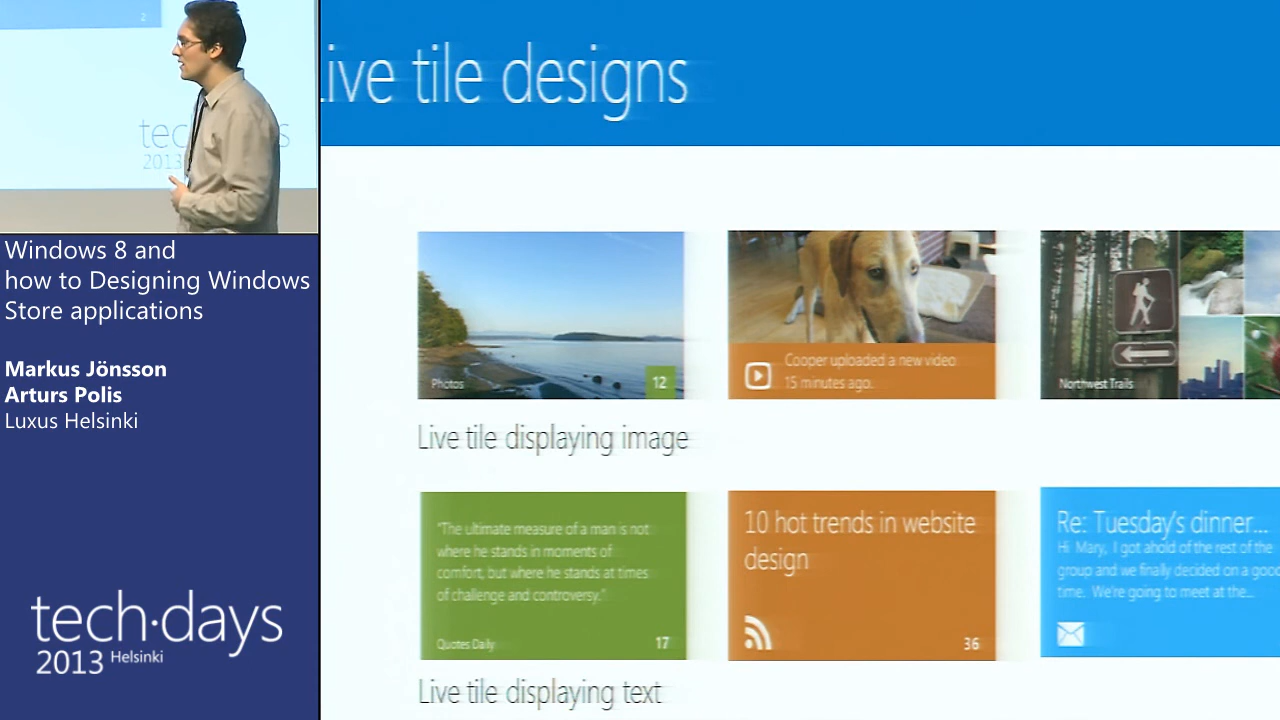 tech
2013
Windows 8 and
how to Designing Windows
Store applications
Markus Jönsson
Arturs Polis
Luxus Helsinki
tech·days
2013 Helsinki
Live tile designs
Photos
12
Cooper uploaded a new video
15 minutes ago.
Northwest Trails
Live tile displaying image
"The ultimate measure of a man is not
where he stands in moments of
comfort, but where he stands at times
of challenge and controversy."
Quotes Daily
17
10 hot trends in website
design
36
Re: Tuesday's dinner...
Hi Mary, I got ahold of the rest of the
group and we finally decided on a good
time. We're going to meet at the...
Live tile displaying text